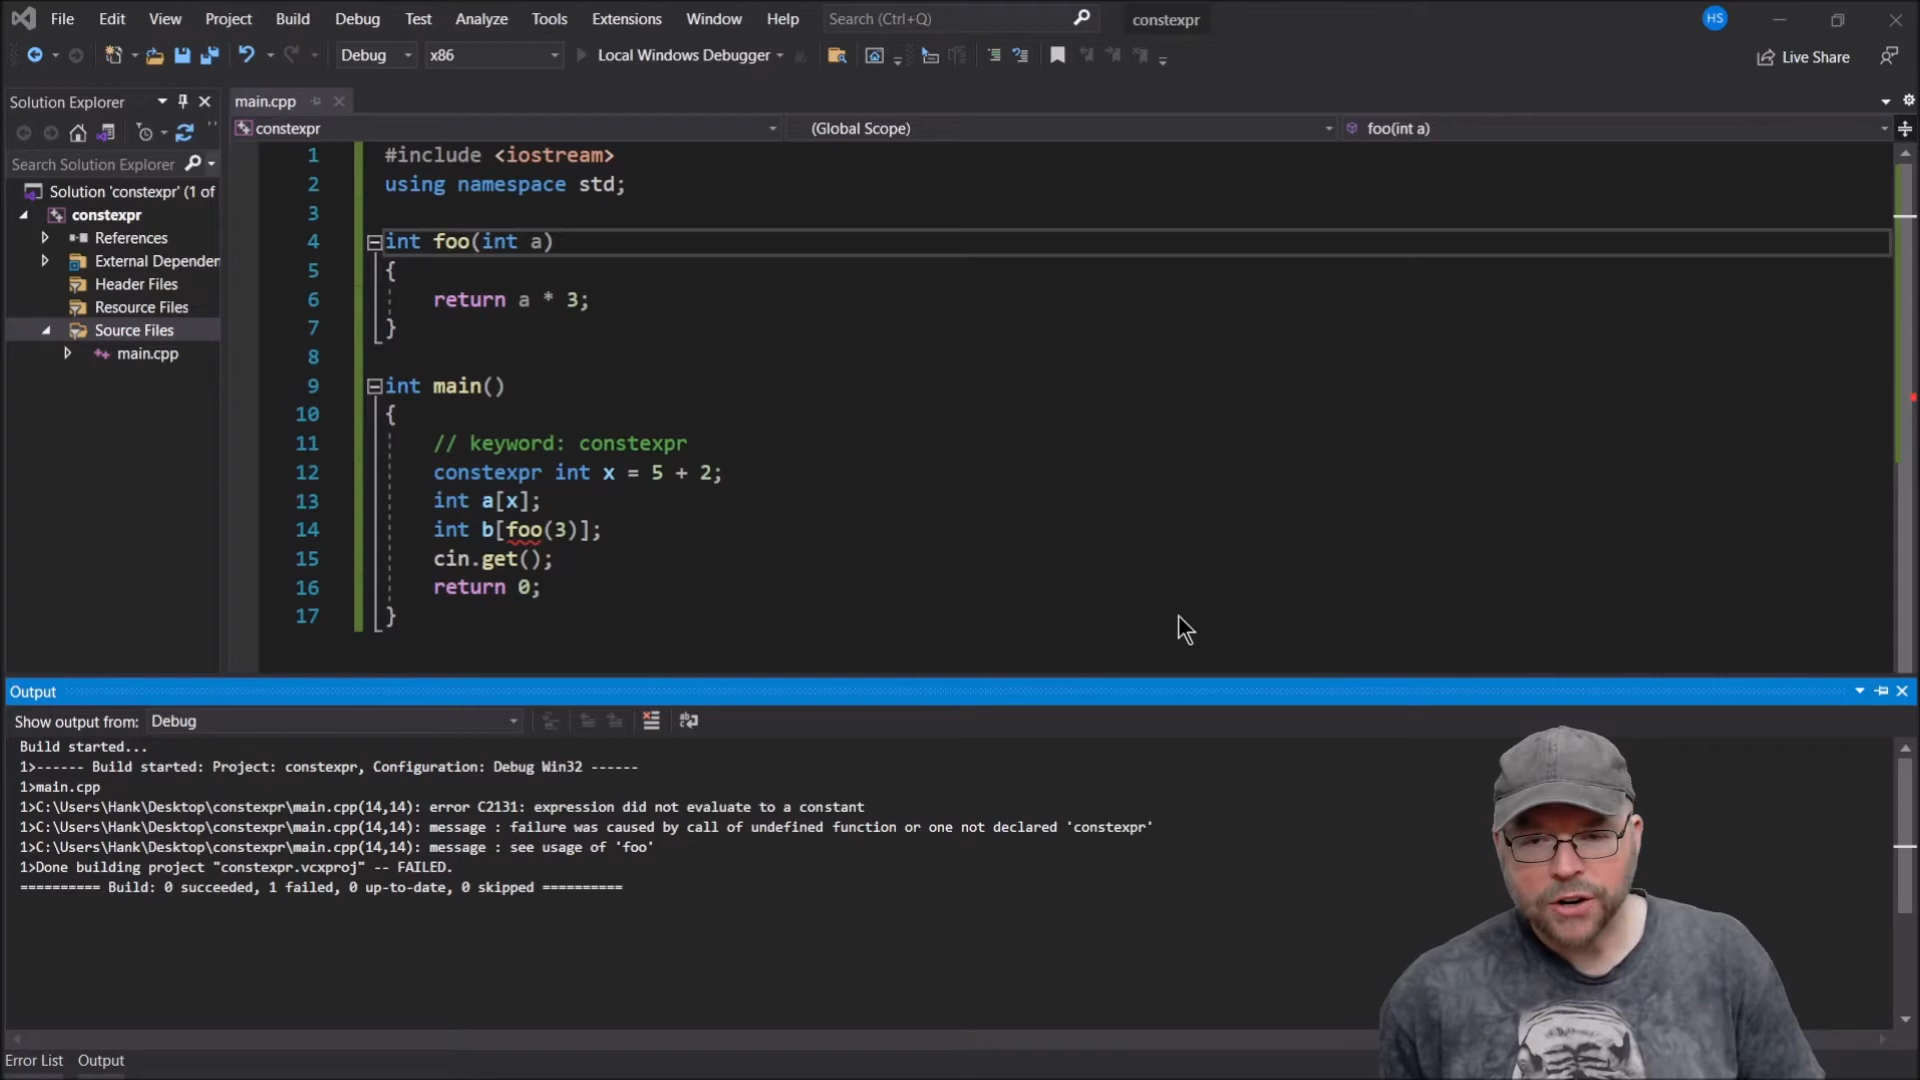 File Edit View Project Build Debug Test Analyze Tools Extensions Window Help Search (Ctrl+Q) constexpr HS
Debug x86 Local Windows Debugger Live Share
Solution Explorer
main.cpp
constexpr (Global Scope) foo(int a)
Search Solution Explorer
Solution 'constexpr' (1 of
constexpr
References
External Dependen
Header Files
Resource Files
Source Files
main.cpp
1 #include <iostream>
2 using namespace std;
3
4 int foo(int a)
5 {
6 return a * 3;
7 }
8
9 int main()
10 {
11 // keyword: constexpr
12 constexpr int x = 5 + 2;
13 int a[x];
14 int b[foo(3)];
15 cin.get();
16 return 0;
17 }
Output
Show output from: Debug
Build started...
1>------ Build started: Project: constexpr, Configuration: Debug Win32 ------
1>main.cpp
1>C:\Users\Hank\Desktop\constexpr\main.cpp(14,14): error C2131: expression did not evaluate to a constant
1>C:\Users\Hank\Desktop\constexpr\main.cpp(14,14): message : failure was caused by call of undefined function or one not declared 'constexpr'
1>C:\Users\Hank\Desktop\constexpr\main.cpp(14,14): message : see usage of 'foo'
1>Done building project "constexpr.vcxproj" -- FAILED.
========== Build: 0 succeeded, 1 failed, 0 up-to-date, 0 skipped ==========
Error List Output